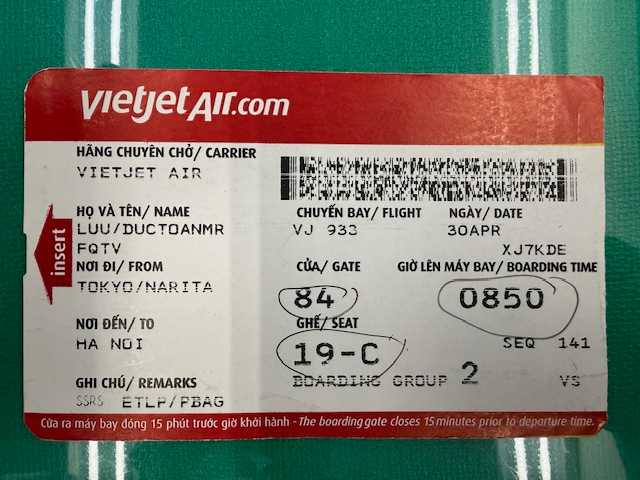 vietjetAir.com
HÃNG CHUYÊN CHỞ/ CARRIER
VIETJET AIR
HỌ VÀ TÊN/ NAME
LUU/DUCTOANMR
FQTV
CHUYẾN BAY/ FLIGHT
VJ 933
NGÀY/ DATE
30APR
XJ7KDE
insert
NƠI ĐI/ FROM
TOKYO/NARITA
CỬA/ GATE
84
GIỜ LÊN MÁY BAY/ BOARDING TIME
0850
NƠI ĐẾN/ TO
HA NOI
GHẾ/ SEAT
19-C
SEQ 141
BOARDING GROUP 2 VS
GHI CHÚ/ REMARKS
SSRS ETLP/PBAG
Cửa ra máy bay đóng 15 phút trước giờ khởi hành - The boarding gate closes 15 minutes prior to departure time.